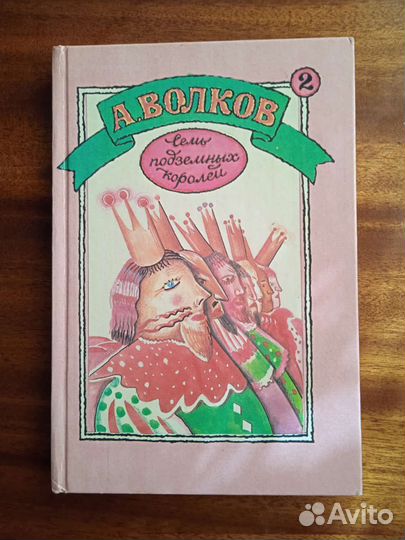 2
А. ВОЛКОВ
Семь
подземных
королей
Avito